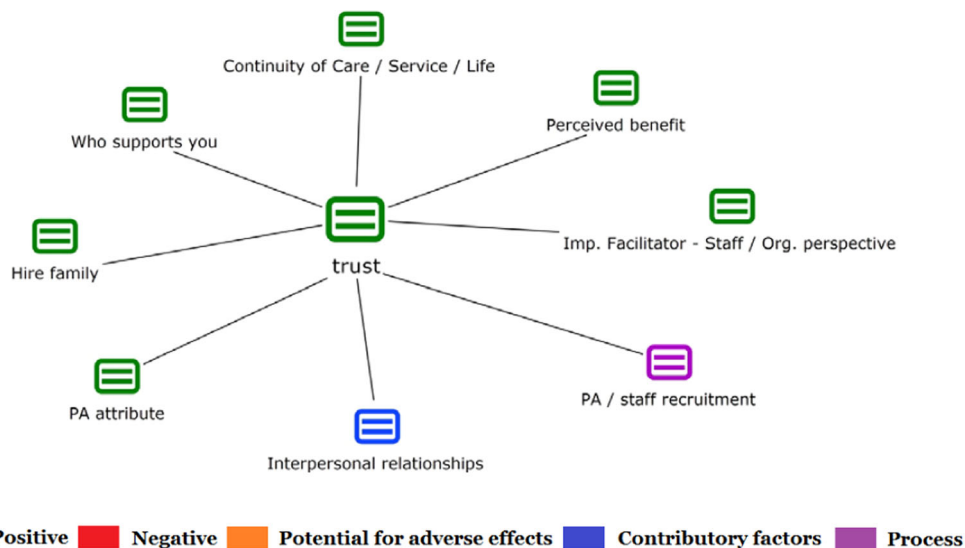 Continuity of Care / Service / Life
Perceived benefit
Who supports you
Imp. Facilitator - Staff / Org. perspective
Hire family
trust
PA / staff recruitment
PA attribute
Interpersonal relationships
Positive Negative Potential for adverse effects Contributory factors Process